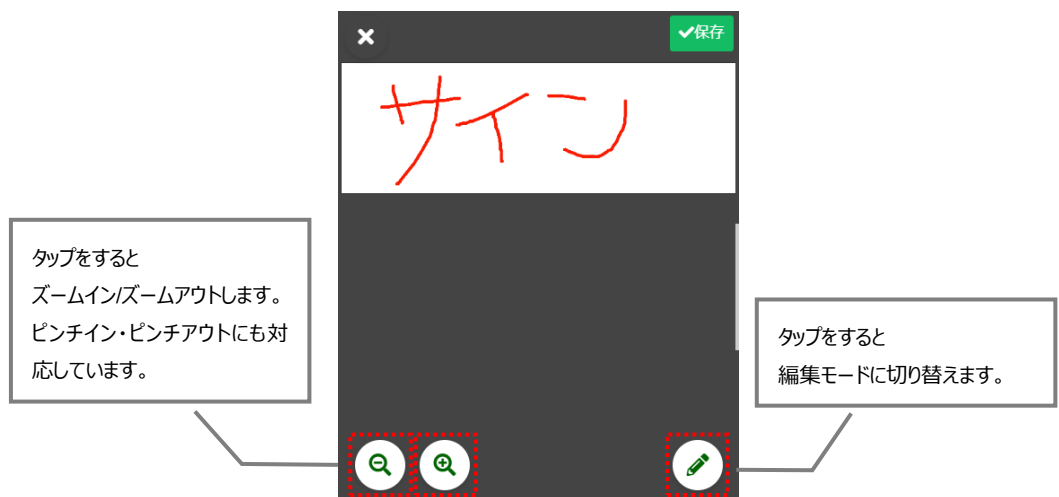 保存
サイン
タップをすると
ズームイン/ズームアウトします。
ピンチイン・ピンチアウトにも対
応しています。
タップをすると
編集モードに切り替えます。